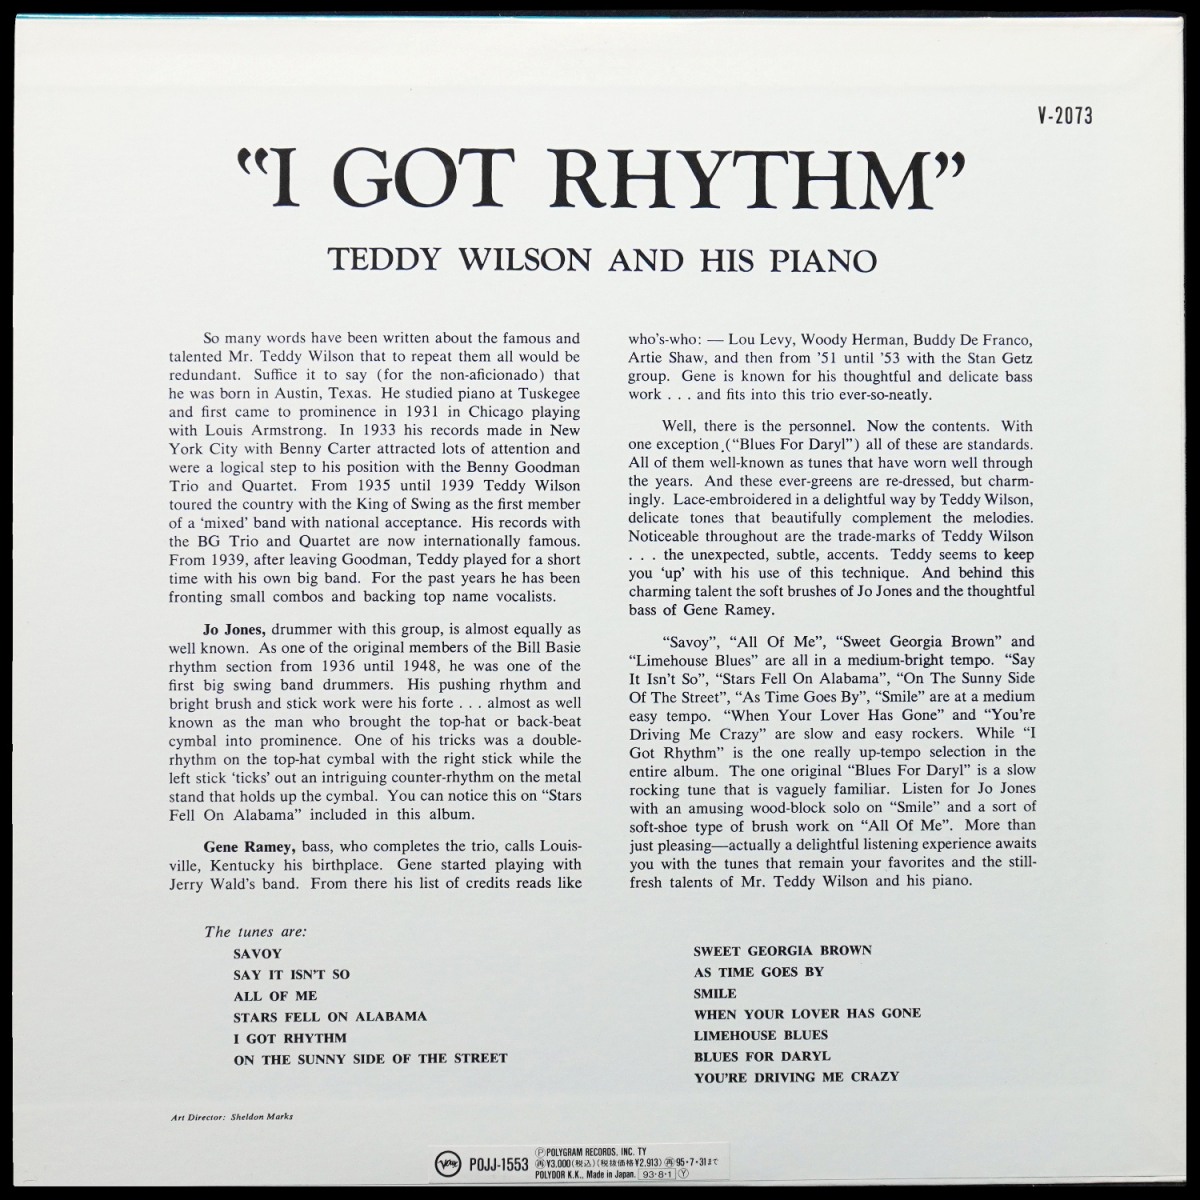 V-2073
“I GOT RHYTHM”
TEDDY WILSON AND HIS PIANO
So many words have been written about the famous and
talented Mr. Teddy Wilson that to repeat them all would be
redundant. Suffice it to say (for the non-aficionado) that
he was born in Austin, Texas. He studied piano at Tuskegee
and first came to prominence in 1931 in Chicago playing
with Louis Armstrong. In 1933 his records made in New
York City with Benny Carter attracted lots of attention and
were a logical step to his position with the Benny Goodman
Trio and Quartet. From 1935 until 1939 Teddy Wilson
toured the country with the King of Swing as the first member
of a ‘mixed’ band with national acceptance. His records with
the BG Trio and Quartet are now internationally famous.
From 1939, after leaving Goodman, Teddy played for a short
time with his own big band. For the past years he has been
fronting small combos and backing top name vocalists.
Jo Jones, drummer with this group, is almost equally as
well known. As one of the original members of the Bill Basie
rhythm section from 1936 until 1948, he was one of the
first big swing band drummers. His pushing rhythm and
bright brush and stick work were his forte . . . almost as well
known as the man who brought the top-hat or back-beat
cymbal into prominence. One of his tricks was a double-
rhythm on the top-hat cymbal with the right stick while the
left stick ‘ticks’ out an intriguing counter-rhythm on the metal
stand that holds up the cymbal. You can notice this on “Stars
Fell On Alabama” included in this album.
Gene Ramey, bass, who completes the trio, calls Louis-
ville, Kentucky his birthplace. Gene started playing with
Jerry Wald’s band. From there his list of credits reads like
who’s-who: — Lou Levy, Woody Herman, Buddy De Franco,
Artie Shaw, and then from ’51 until ’53 with the Stan Getz
group. Gene is known for his thoughtful and delicate bass
work . . . and fits into this trio ever-so-neatly.
Well, there is the personnel. Now the contents. With
one exception (“Blues For Daryl”) all of these are standards.
All of them well-known as tunes that have worn well through
the years. And these ever-greens are re-dressed, but charm-
ingly. Lace-embroidered in a delightful way by Teddy Wilson,
delicate tones that beautifully complement the melodies.
Noticeable throughout are the trade-marks of Teddy Wilson
. . . the unexpected, subtle, accents. Teddy seems to keep
you ‘up’ with his use of this technique. And behind this
charming talent the soft brushes of Jo Jones and the thoughtful
bass of Gene Ramey.
“Savoy”, “All Of Me”, “Sweet Georgia Brown” and
“Limehouse Blues” are all in a medium-bright tempo. “Say
It Isn’t So”, “Stars Fell On Alabama”, “On The Sunny Side
Of The Street”, “As Time Goes By”, “Smile” are at a medium
easy tempo. “When Your Lover Has Gone” and “You’re
Driving Me Crazy” are slow and easy rockers. While “I
Got Rhythm” is the one really up-tempo selection in the
entire album. The one original “Blues For Daryl” is a slow
rocking tune that is vaguely familiar. Listen for Jo Jones
with an amusing wood-block solo on “Smile” and a sort of
soft-shoe type of brush work on “All Of Me”. More than
just pleasing—actually a delightful listening experience awaits
you with the tunes that remain your favorites and the still-
fresh talents of Mr. Teddy Wilson and his piano.
The tunes are:
SAVOY
SAY IT ISN’T SO
ALL OF ME
STARS FELL ON ALABAMA
I GOT RHYTHM
ON THE SUNNY SIDE OF THE STREET
SWEET GEORGIA BROWN
AS TIME GOES BY
SMILE
WHEN YOUR LOVER HAS GONE
LIMEHOUSE BLUES
BLUES FOR DARYL
YOU’RE DRIVING ME CRAZY
Art Director: Sheldon Marks
Verve POJJ-1553
Ⓟ POLYGRAM RECORDS, INC. TY
㊢¥3,000(税込)(税抜価格¥2,913)㊢95・7・31まで
POLYDOR K.K., Made in Japan. 93・8・1 Ⓨ